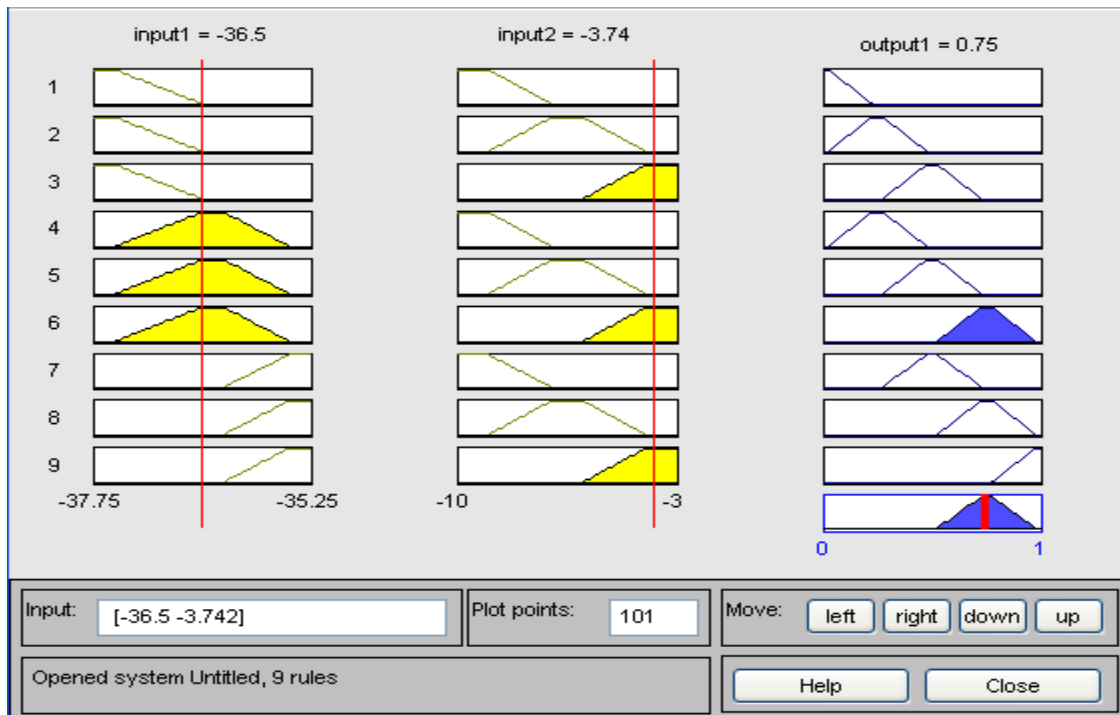 input1 = -36.5
input2 = -3.74
output1 = 0.75
1
2
3
4
5
6
7
8
9
-37.75
-35.25
-10
-3
0
1
Input:
[-36.5 -3.742]
Plot points:
101
Move:
left
right
down
up
Opened system Untitled, 9 rules
Help
Close